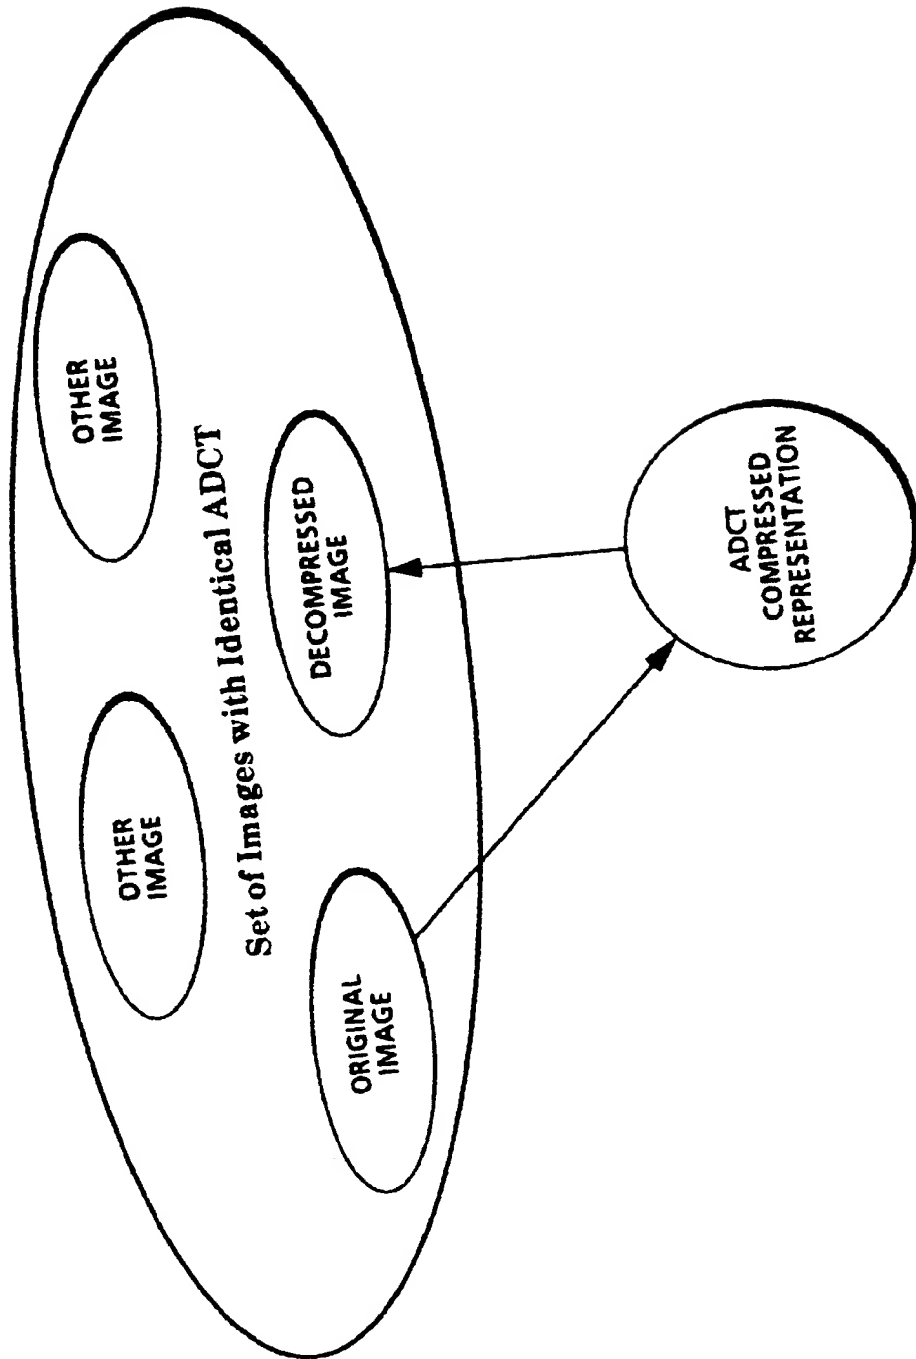 OTHER
IMAGE
OTHER
IMAGE
Set of Images with Identical ADCT
ORIGINAL
IMAGE
DECOMPRESSED
IMAGE
ADCT
COMPRESSED
REPRESENTATION